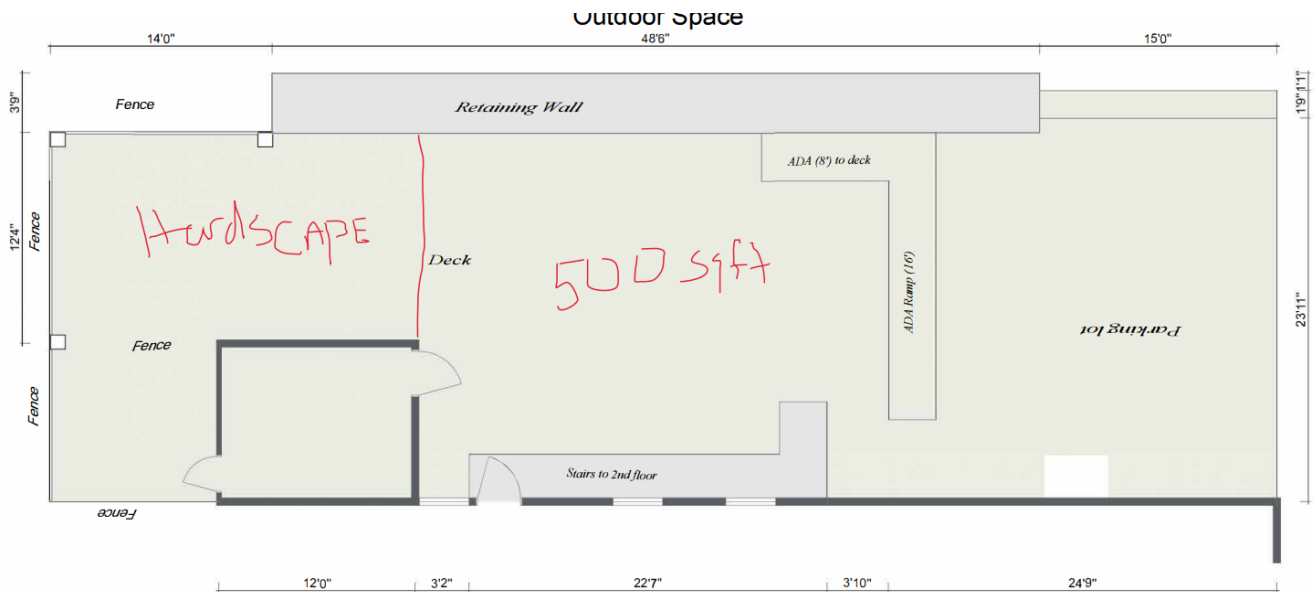 Outdoor Space
14'0"
48'6"
15'0"
3'9"
Fence
Retaining Wall
1'1"
1'9"
ADA (8') to deck
HardSCAPE
Fence
12'4"
Deck
500 sqft
ADA Ramp (16')
Parking lot
23'11"
Fence
Fence
Stairs to 2nd floor
Fence
12'0"
3'2"
22'7"
3'10"
24'9"